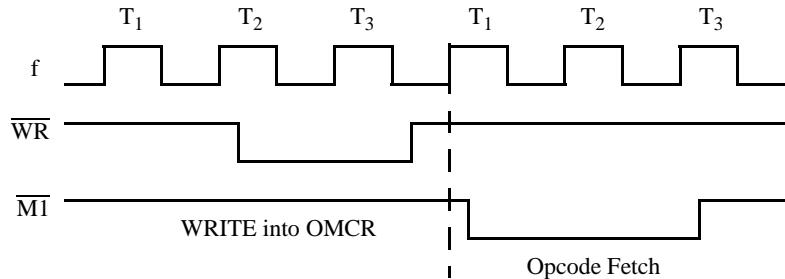 T1 T2 T3 T1 T2 T3
f
WR
M1
WRITE into OMCR
Opcode Fetch